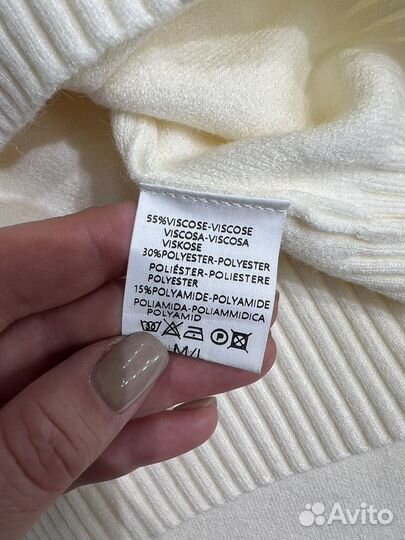 55%VISCOSE-VISCOSE
VISCOSA-VISCOSA
VISKOSE
30%POLYESTER-POLYESTER
POLIÉSTER-POLIESTERE
POLYESTER
15%POLYAMIDE-POLYAMIDE
POLIAMIDA-POLIAMMIDICA
POLYAMID
M/L
Avito